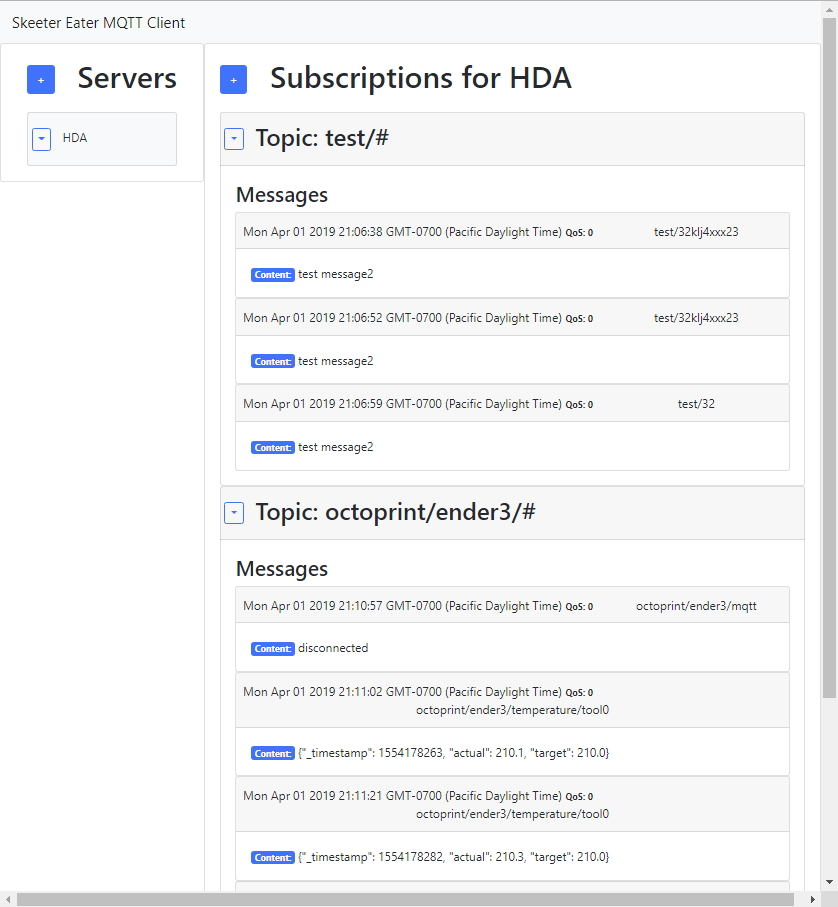 Skeeter Eater MQTT Client
+ Servers
HDA
+ Subscriptions for HDA
Topic: test/#
Messages
Mon Apr 01 2019 21:06:38 GMT-0700 (Pacific Daylight Time) QoS: 0 test/32klj4xxx23
Content: test message2
Mon Apr 01 2019 21:06:52 GMT-0700 (Pacific Daylight Time) QoS: 0 test/32klj4xxx23
Content: test message2
Mon Apr 01 2019 21:06:59 GMT-0700 (Pacific Daylight Time) QoS: 0 test/32
Content: test message2
Topic: octoprint/ender3/#
Messages
Mon Apr 01 2019 21:10:57 GMT-0700 (Pacific Daylight Time) QoS: 0 octoprint/ender3/mqtt
Content: disconnected
Mon Apr 01 2019 21:11:02 GMT-0700 (Pacific Daylight Time) QoS: 0
octoprint/ender3/temperature/tool0
Content: {"_timestamp": 1554178263, "actual": 210.1, "target": 210.0}
Mon Apr 01 2019 21:11:21 GMT-0700 (Pacific Daylight Time) QoS: 0
octoprint/ender3/temperature/tool0
Content: {"_timestamp": 1554178282, "actual": 210.3, "target": 210.0}